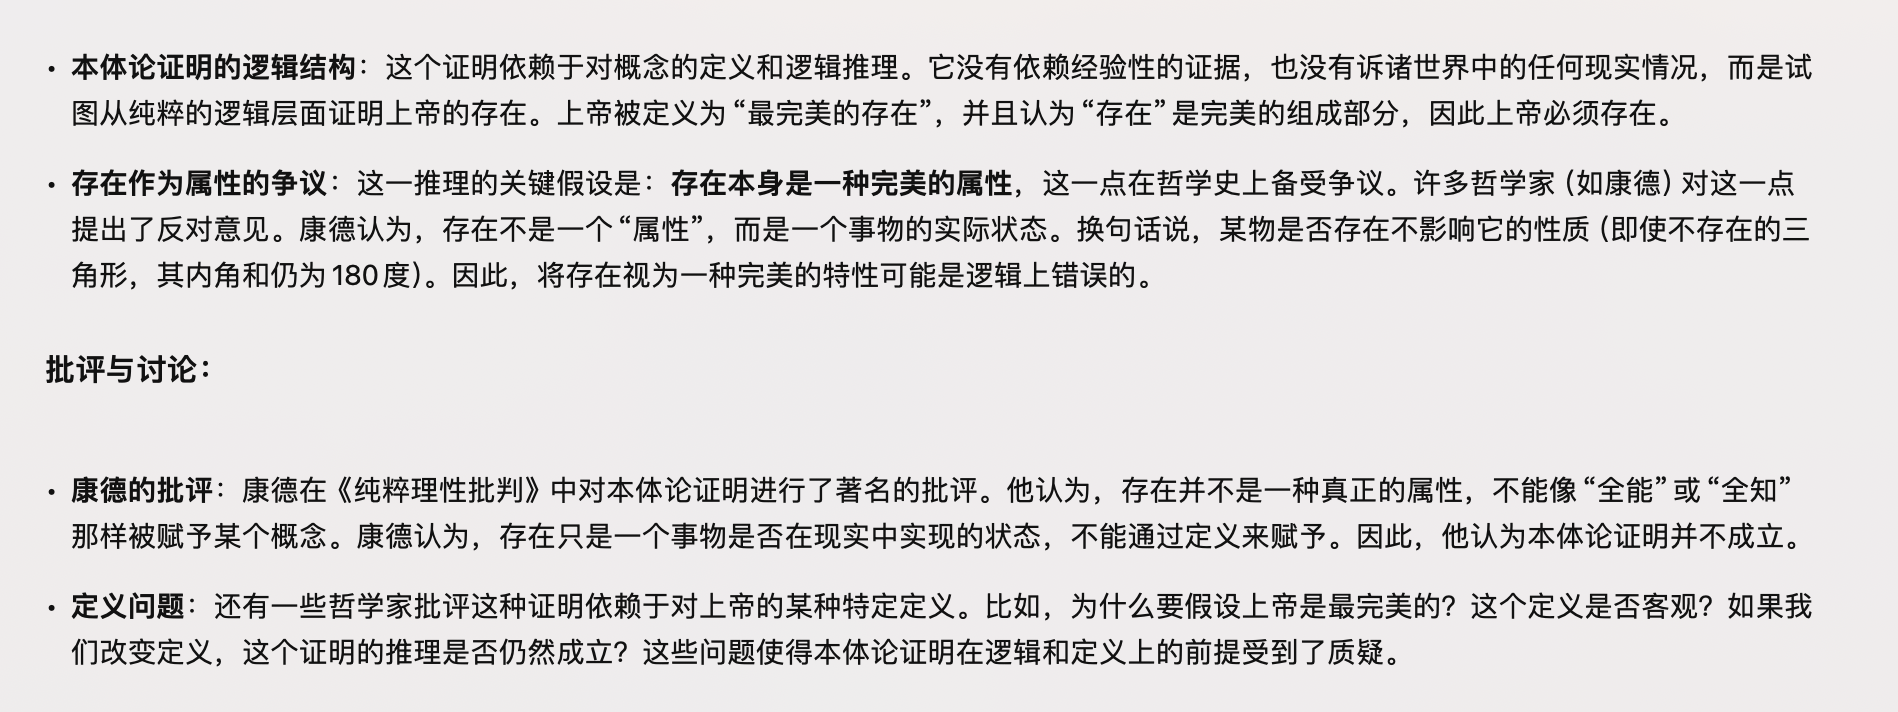 • 本体论证明的逻辑结构：这个证明依赖于对概念的定义和逻辑推理。它没有依赖经验性的证据，也没有诉诸世界中的任何现实情况，而是试
图从纯粹的逻辑层面证明上帝的存在。上帝被定义为 “最完美的存在”，并且认为 “存在” 是完美的组成部分，因此上帝必须存在。
• 存在作为属性的争议：这一推理的关键假设是：存在本身是一种完美的属性，这一点在哲学史上备受争议。许多哲学家（如康德）对这一点
提出了反对意见。康德认为，存在不是一个 “属性”，而是一个事物的实际状态。换句话说，某物是否存在不影响它的性质（即使不存在的三
角形，其内角和仍为 180 度）。因此，将存在视为一种完美的特性可能是逻辑上错误的。
批评与讨论：
• 康德的批评：康德在《纯粹理性批判》中对本体论证明进行了著名的批评。他认为，存在并不是一种真正的属性，不能像 “全能” 或 “全知”
那样被赋予某个概念。康德认为，存在只是一个事物是否在现实中实现的状态，不能通过定义来赋予。因此，他认为本体论证明并不成立。
• 定义问题：还有一些哲学家批评这种证明依赖于对上帝的某种特定定义。比如，为什么要假设上帝是最完美的？这个定义是否客观？如果我
们改变定义，这个证明的推理是否仍然成立？这些问题使得本体论证明在逻辑和定义上的前提受到了质疑。